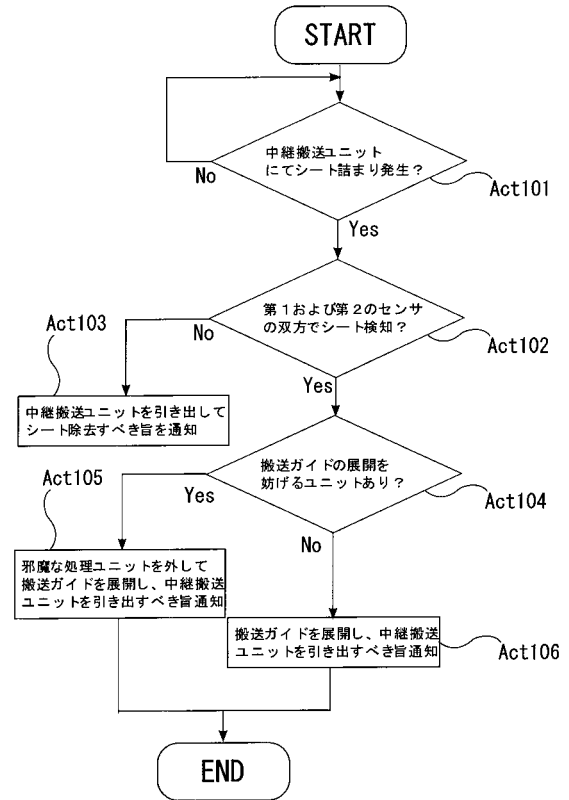 START
中継搬送ユニット
にてシート詰まり発生?
No
Act101
Yes
第1および第2のセンサ
の双方でシート検知?
Act103
No
Act102
Yes
中継搬送ユニットを引き出して
シート除去すべき旨を通知
搬送ガイドの展開を
妨げるユニットあり?
Act105
Yes
Act104
No
邪魔な処理ユニットを外して
搬送ガイドを展開し、中継搬送
ユニットを引き出すべき旨通知
搬送ガイドを展開し、中継搬送
ユニットを引き出すべき旨通知
Act106
END